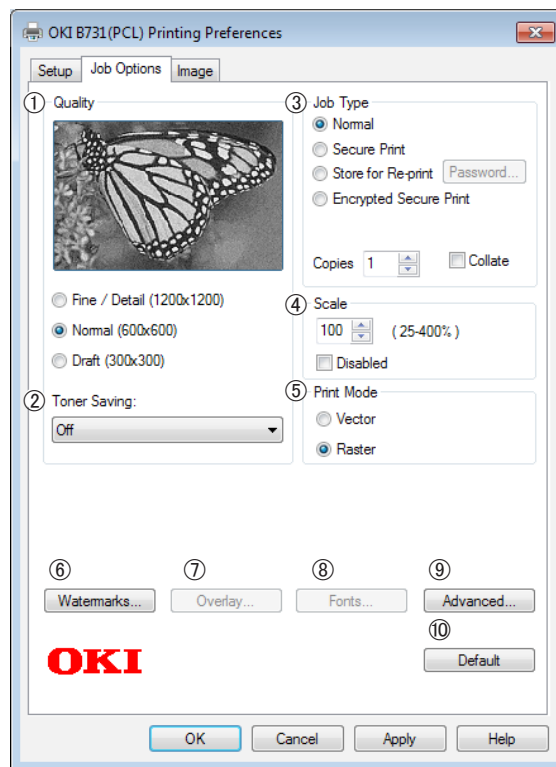 OKI B731(PCL) Printing Preferences
Setup
Job Options
Image
① Quality
Fine / Detail (1200x1200)
Normal (600x600)
Draft (300x300)
② Toner Saving:
Off
③ Job Type
Normal
Secure Print
Store for Re-print
Password...
Encrypted Secure Print
Copies 1
Collate
④ Scale
100 ( 25-400% )
Disabled
⑤ Print Mode
Vector
Raster
⑥ ⑦ ⑧ ⑨
Watermarks... Overlay... Fonts... Advanced...
⑩
OKI
Default
OK Cancel Apply Help